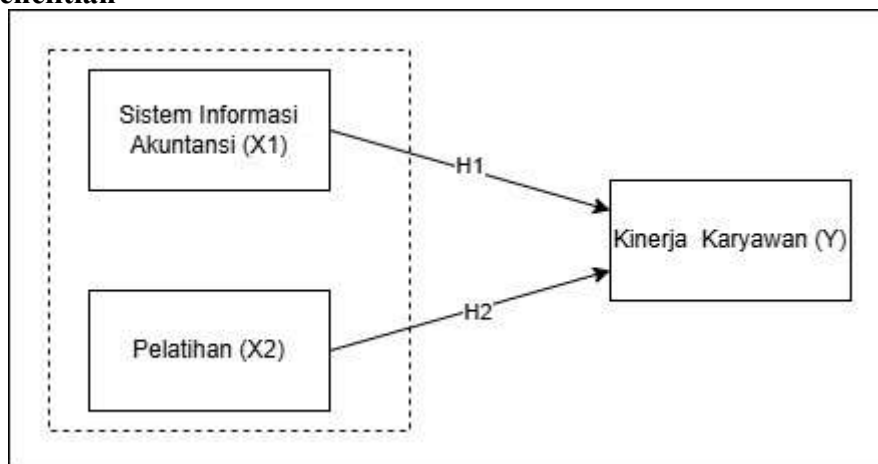 Sistem Informasi
Akuntansi (X1)
H1
Kinerja Karyawan (Y)
H2
Pelatihan (X2)